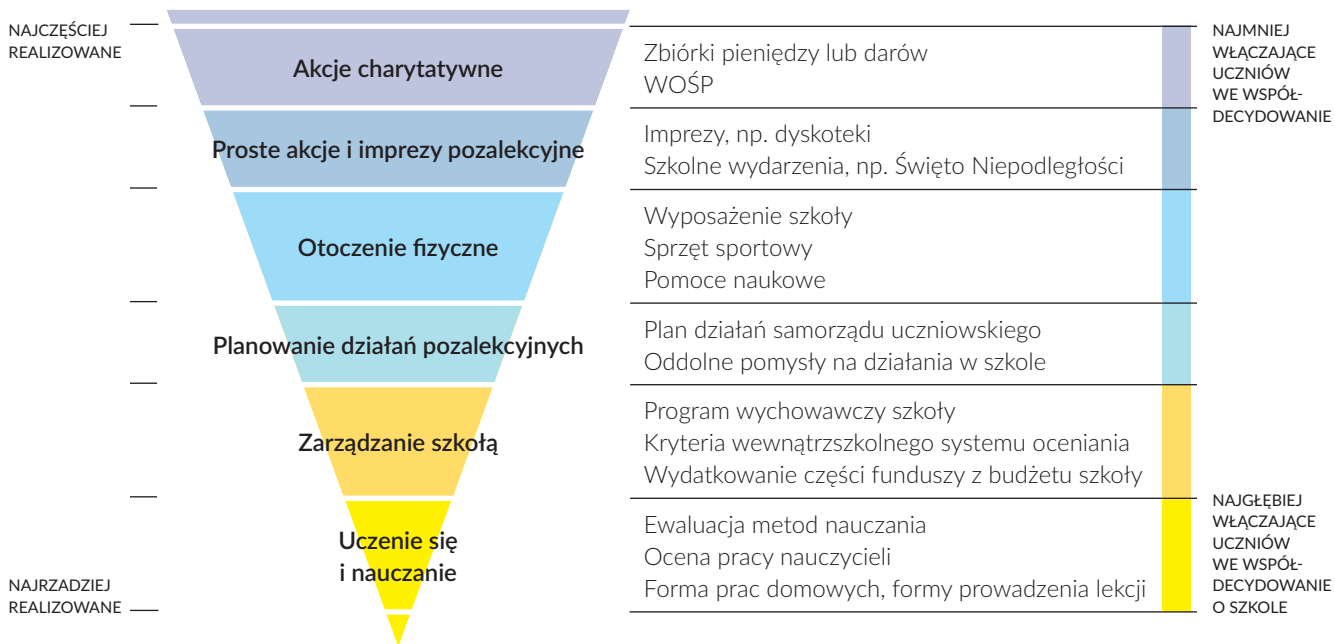 NAJCZĘŚCIEJ
REALIZOWANE
Akcje charytatywne
Zbiórki pieniędzy lub darów
WOŚP
NAJMNIEJ
WŁĄCZAJĄCE
UCZNIÓW
WE WSPÓŁ-
DECYDOWANIE
Proste akcje i imprezy pozalekcyjne
Imprezy, np. dyskoteki
Szkolne wydarzenia, np. Święto Niepodległości
Otoczenie fizyczne
Wyposażenie szkoły
Sprzęt sportowy
Pomoce naukowe
Planowanie działań pozalekcyjnych
Plan działań samorządu uczniowskiego
Oddolne pomysły na działania w szkole
Zarządzanie szkołą
Program wychowawczy szkoły
Kryteria wewnątrzszkolnego systemu oceniania
Wydatkowanie części funduszy z budżetu szkoły
Uczenie się
i nauczanie
Ewaluacja metod nauczania
Ocena pracy nauczycieli
Forma prac domowych, formy prowadzenia lekcji
NAJGŁĘBIEJ
WŁĄCZAJĄCE
UCZNIÓW
WE WSPÓŁ-
DECYDOWANIE
O SZKOLE
NAJRZADZIEJ
REALIZOWANE